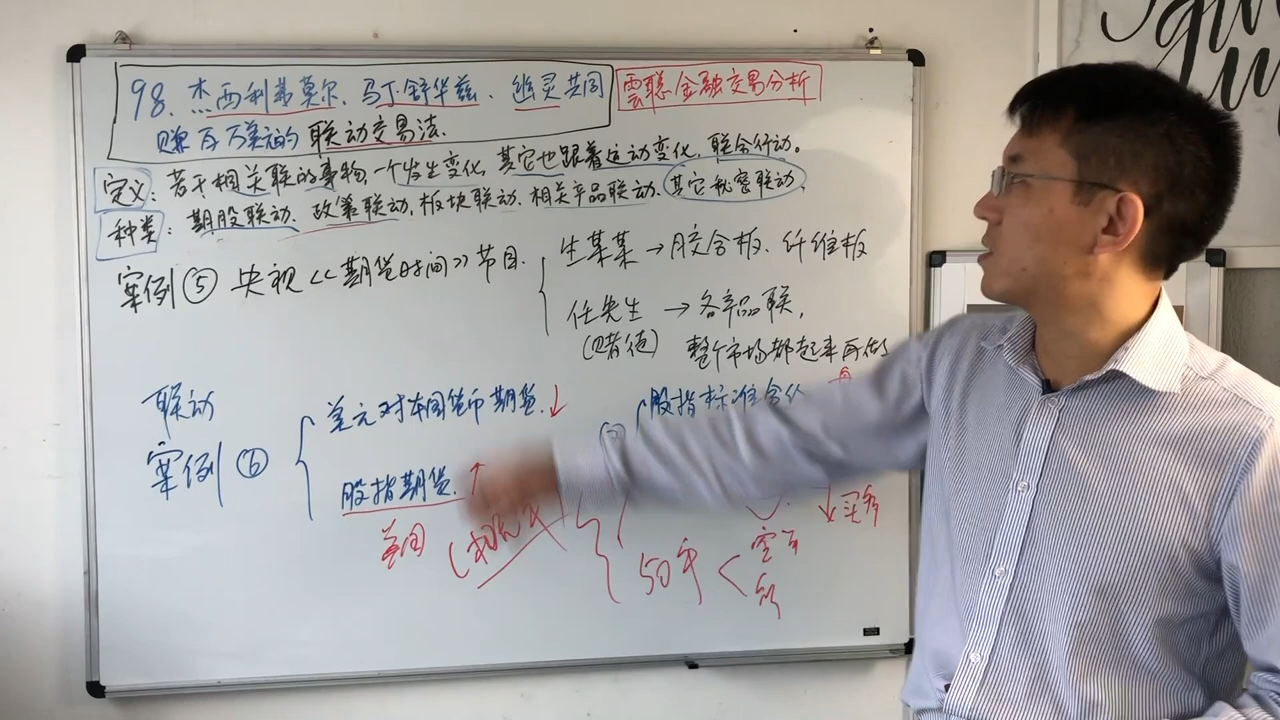 98、杰西利弗莫尔、马丁舒华兹、幽灵共同
赚百万美元的 联动交易法.
雲聪金融交易分析
定义: 若干相关联的事物,一个发生变化,其它也跟着运动变化,联合行动。
种类: 期股联动、政策联动,板块联动、相关产品联动、其它秘密联动.
案例⑤ 央视《期货时间》节目.
生某某→胶合板、纤维板
任先生→各产品联,
(赌徒) 整个市场都起来再做
联动
案例⑥
美元对本国货币期货.↓
股指期货.↑
美国
股指标准合
50手
空
↓买多